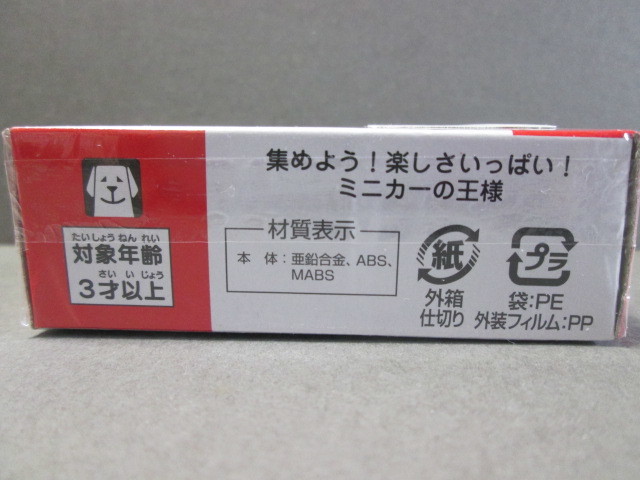 集めよう!楽しさいっぱい!
ミニカーの王様
たいしょうねんれい
対象年齢
さいいじょう
3才以上
材質表示
本 体:亜鉛合金、ABS、
MABS
紙
外箱
仕切り
プラ
袋:PE
外装フィルム:PP